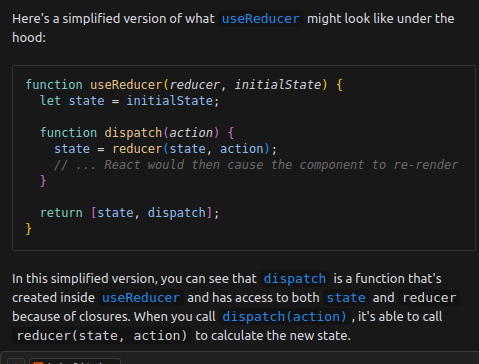 Here's a simplified version of what useReducer might look like under the
hood:
function useReducer(reducer, initialState) {
  let state = initialState;
  function dispatch(action) {
    state = reducer(state, action);
    // ... React would then cause the component to re-render
  }
  return [state, dispatch];
}
In this simplified version, you can see that dispatch is a function that's
created inside useReducer and has access to both state and reducer
because of closures. When you call dispatch(action) , it's able to call
reducer(state, action) to calculate the new state.